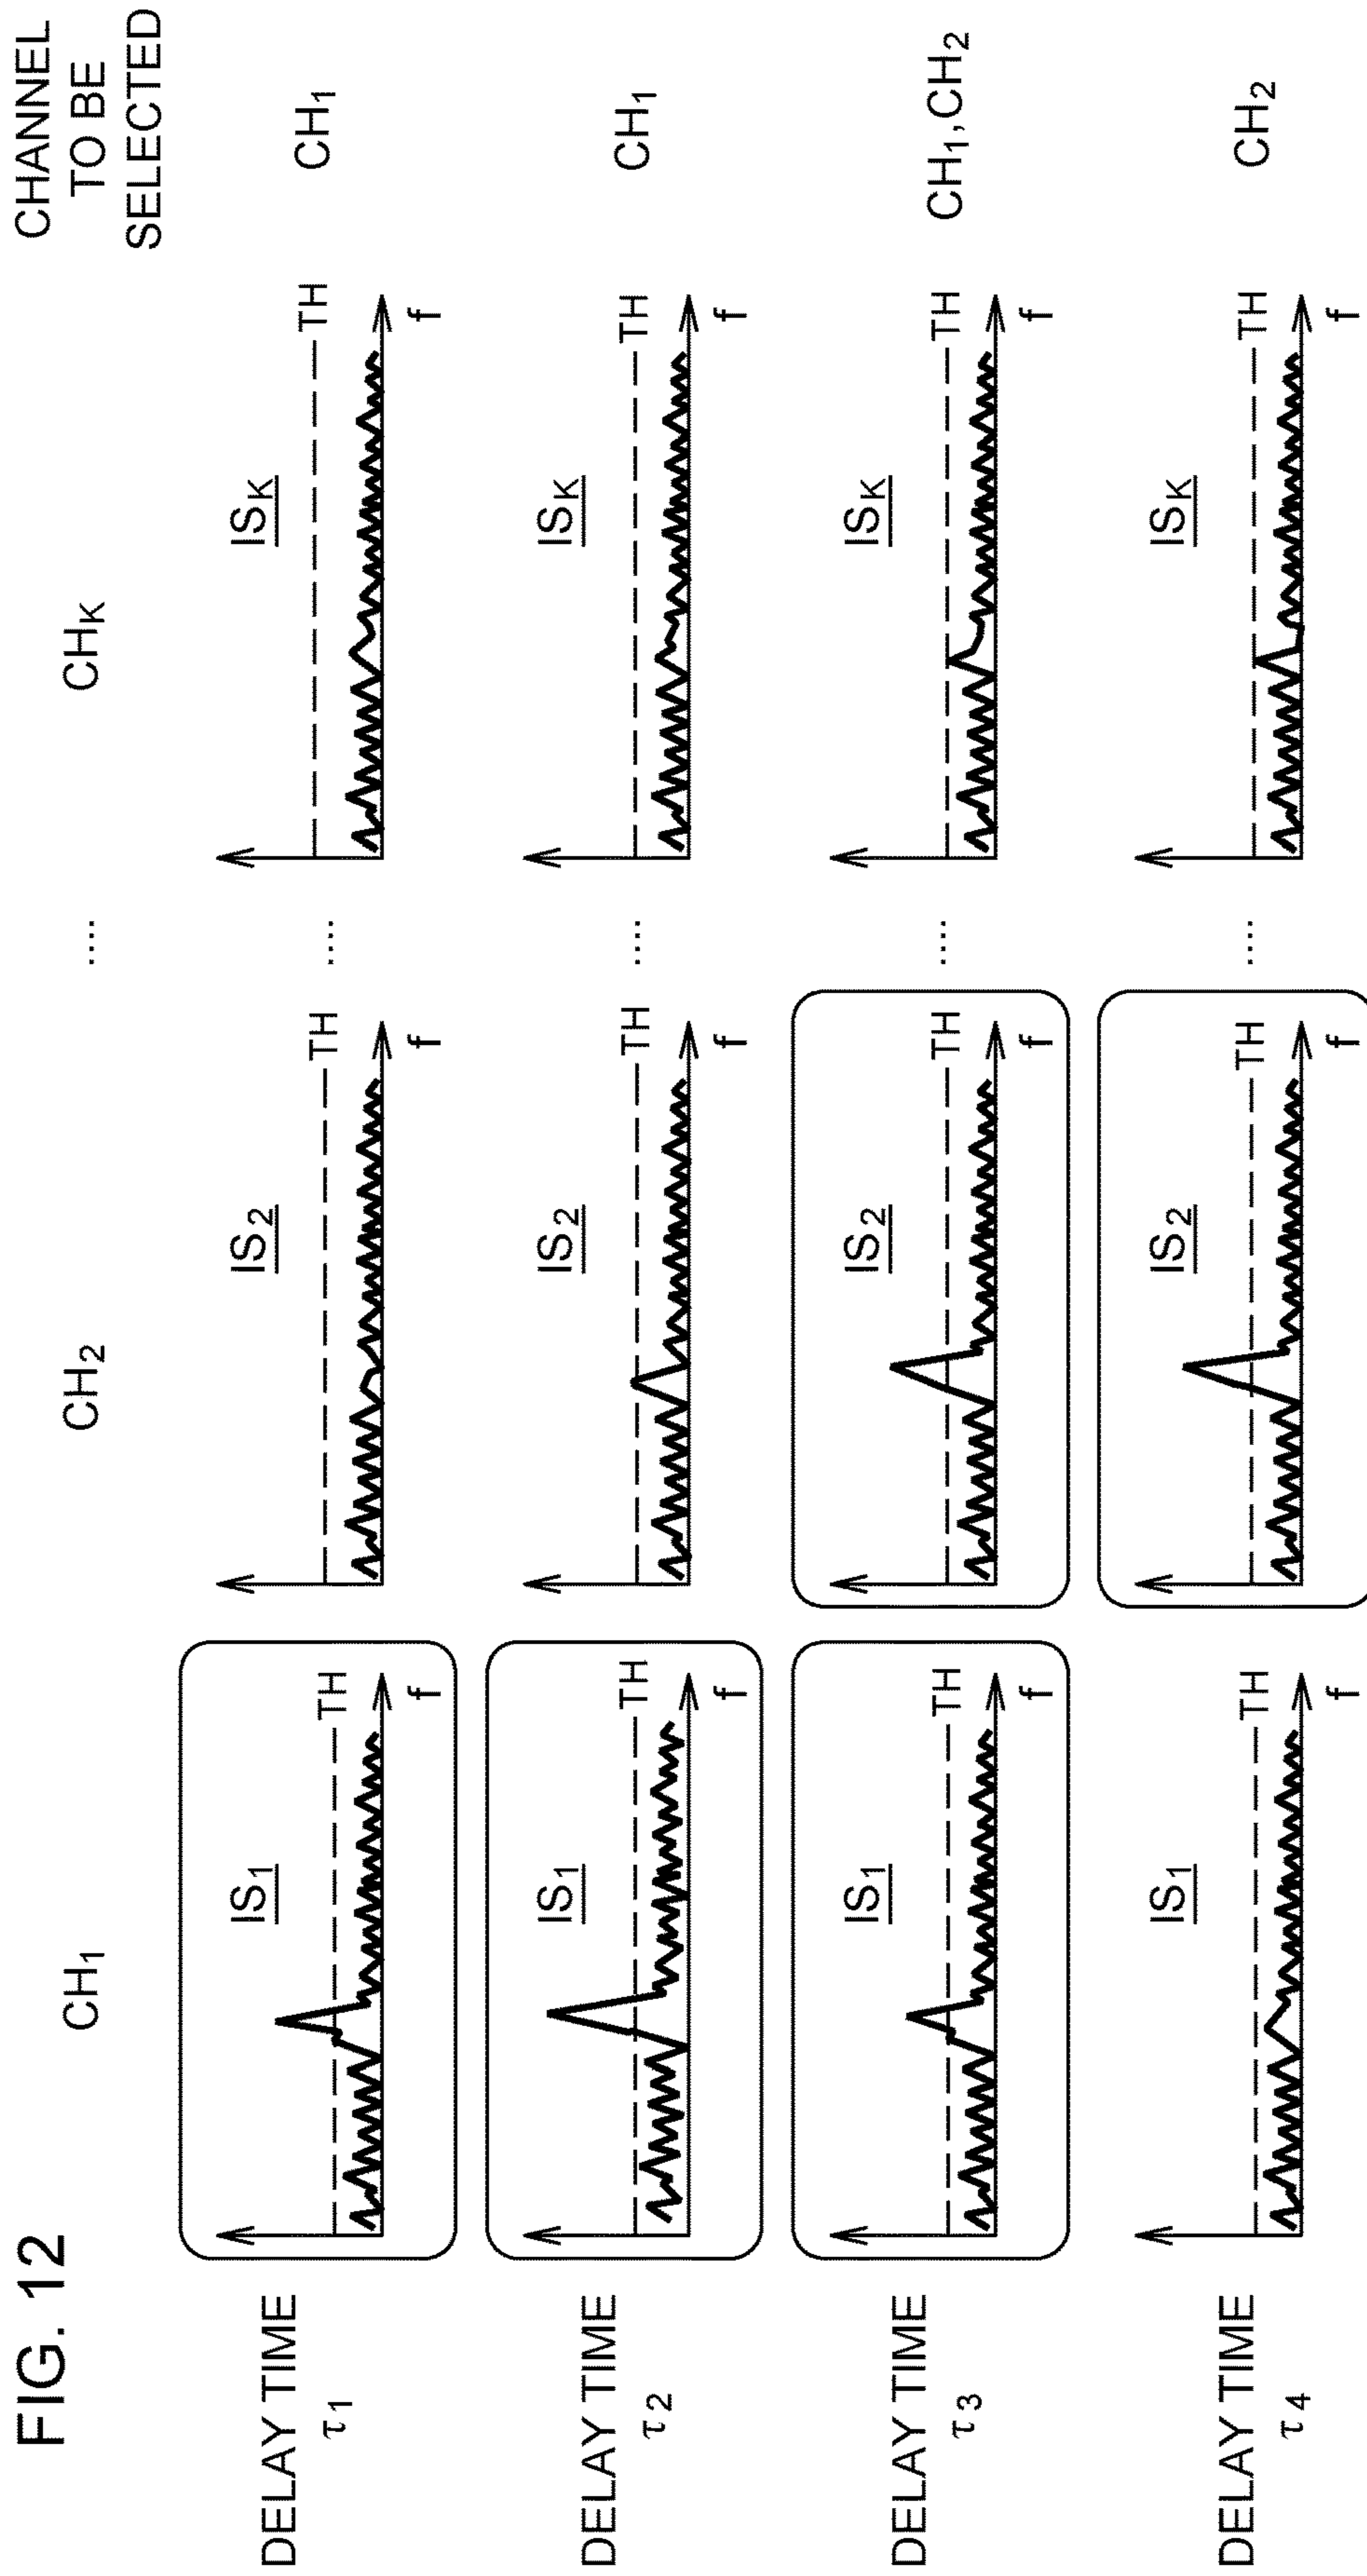 FIG. 12
CH₁
CH₂
....
CHK
CHANNEL
TO BE
SELECTED
DELAY TIME
τ₁
IS₁
TH
f
IS₂
TH
f
....
ISK
TH
f
CH₁
DELAY TIME
τ₂
IS₁
TH
f
IS₂
TH
f
....
ISK
TH
f
CH₁
DELAY TIME
τ₃
IS₁
TH
f
IS₂
TH
f
....
ISK
TH
f
CH₁,CH₂
DELAY TIME
τ₄
IS₁
TH
f
IS₂
TH
f
....
ISK
TH
f
CH₂